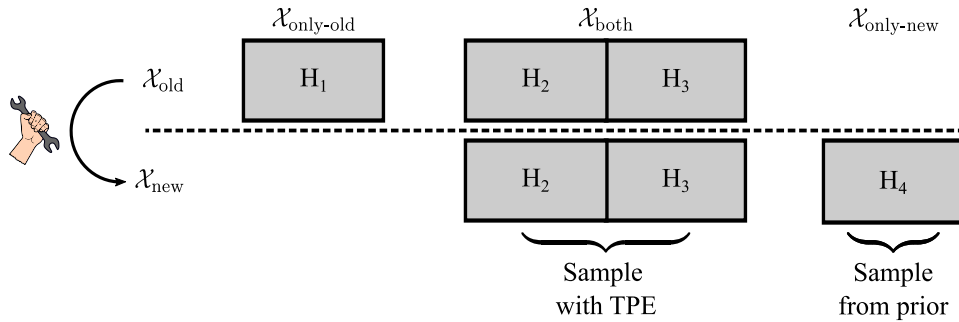 𝒳only-old 𝒳both 𝒳only-new
𝒳old H1 H2 H3
𝒳new H2 H3 H4
Sample Sample
with TPE from prior